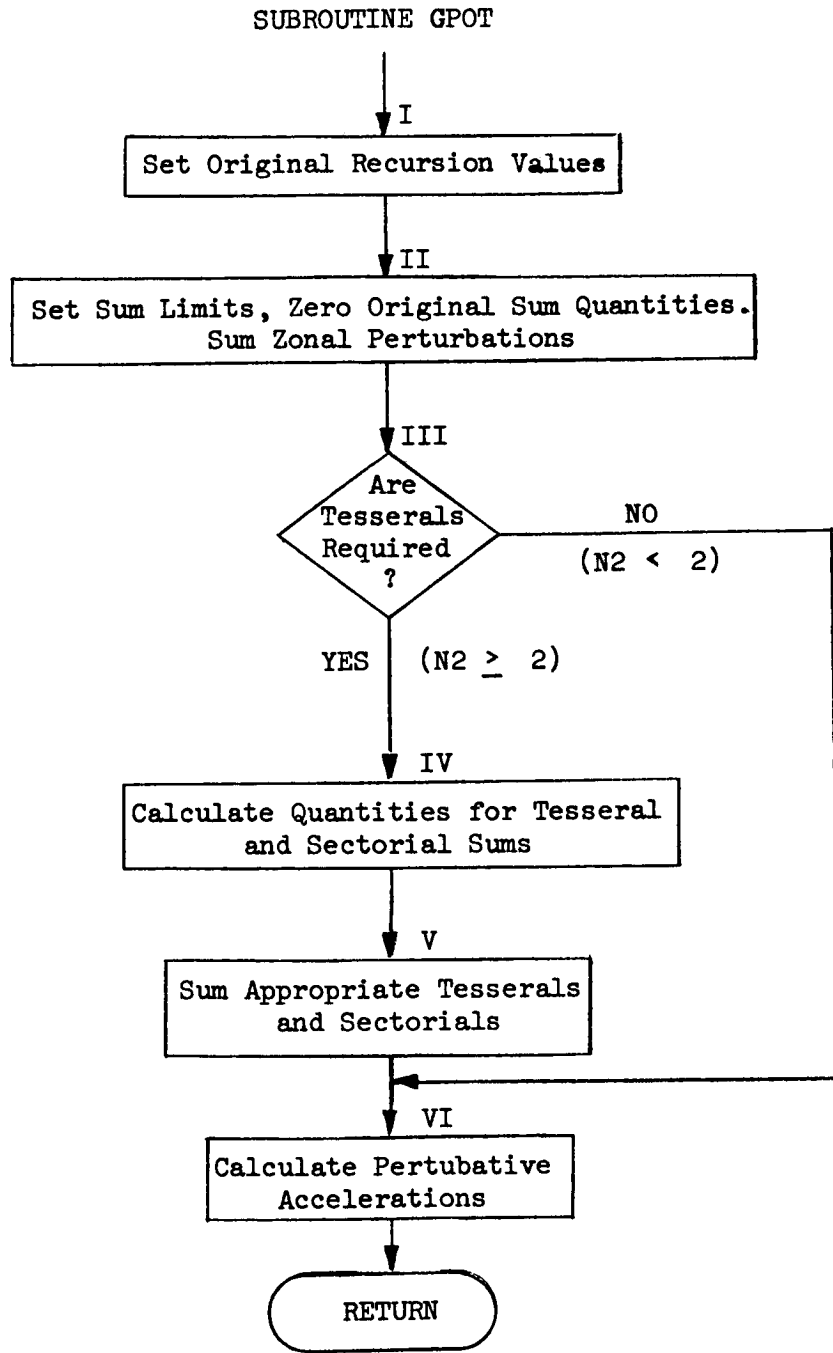 SUBROUTINE GPOT
I
Set Original Recursion Values
II
Set Sum Limits, Zero Original Sum Quantities.
Sum Zonal Perturbations
III
Are
Tesserals
Required
?
NO
(N2 < 2)
YES (N2 ≥ 2)
IV
Calculate Quantities for Tesseral
and Sectorial Sums
V
Sum Appropriate Tesserals
and Sectorials
VI
Calculate Pertubative
Accelerations
RETURN